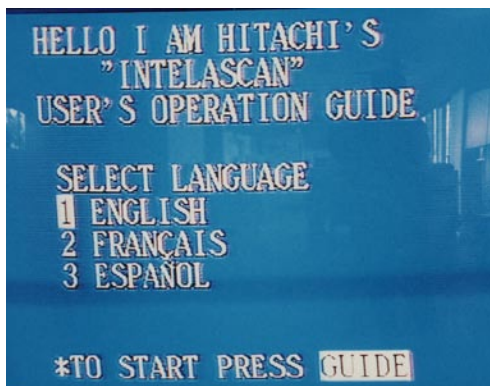 HELLO I AM HITACHI'S
"INTELASCAN"
USER'S OPERATION GUIDE
SELECT LANGUAGE
1 ENGLISH
2 FRANÇAIS
3 ESPAÑOL
*TO START PRESS GUIDE